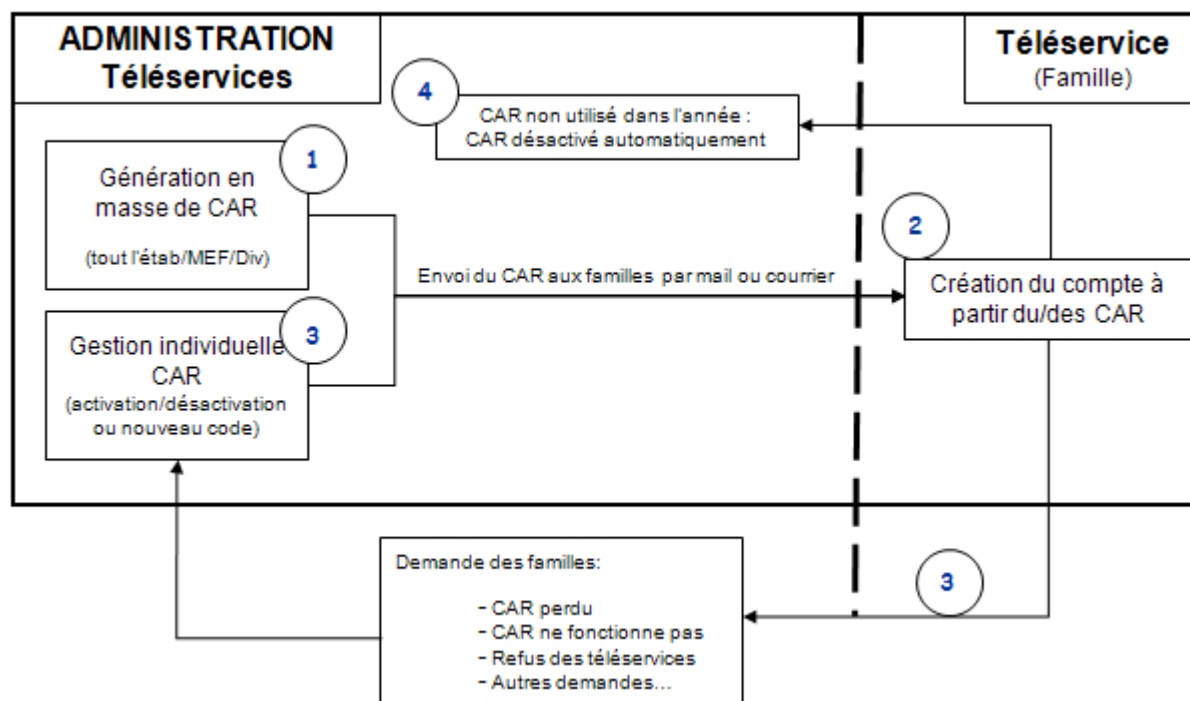 ADMINISTRATION
Téléservices
Téléservice
(Famille)
4
CAR non utilisé dans l'année :
CAR désactivé automatiquement
1
Génération en
masse de CAR
(tout l'étab/MEF/Div)
2
Envoi du CAR aux familles par mail ou courrier
Création du compte à
partir du/des CAR
3
Gestion individuelle
CAR
(activation/désactivation
ou nouveau code)
Demande des familles:
- CAR perdu
- CAR ne fonctionne pas
- Refus des téléservices
- Autres demandes...
3